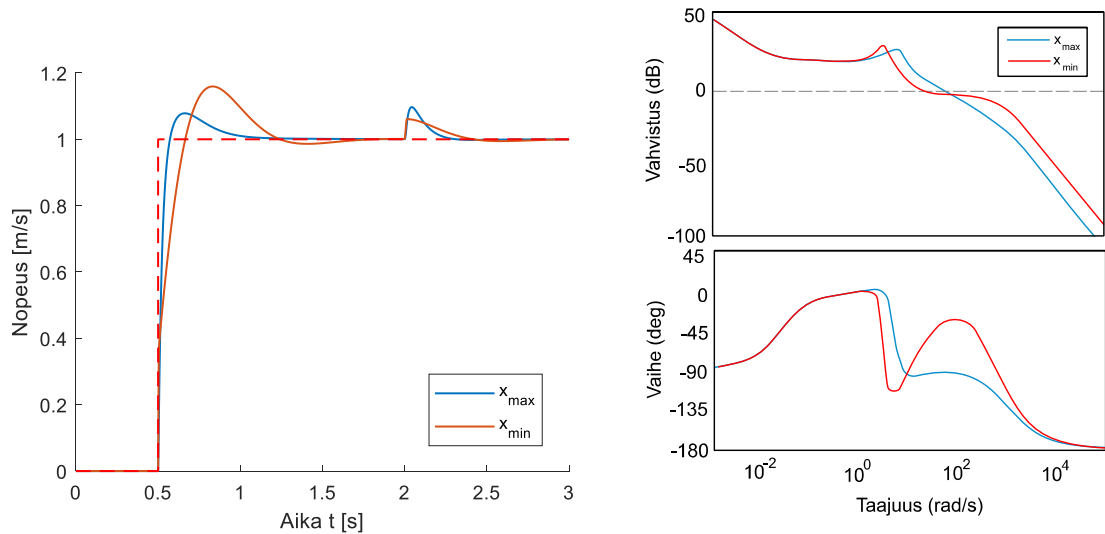 1.2
1
0.8
0.6
0.4
0.2
0
Nopeus [m/s]
x_max
x_min
0 0.5 1 1.5 2 2.5 3
Aika t [s]
50
0
-50
-100
Vahvistus (dB)
x_max
x_min
45
0
-45
-90
-135
-180
Vaihe (deg)
10^-2 10^0 10^2 10^4
Taajuus (rad/s)